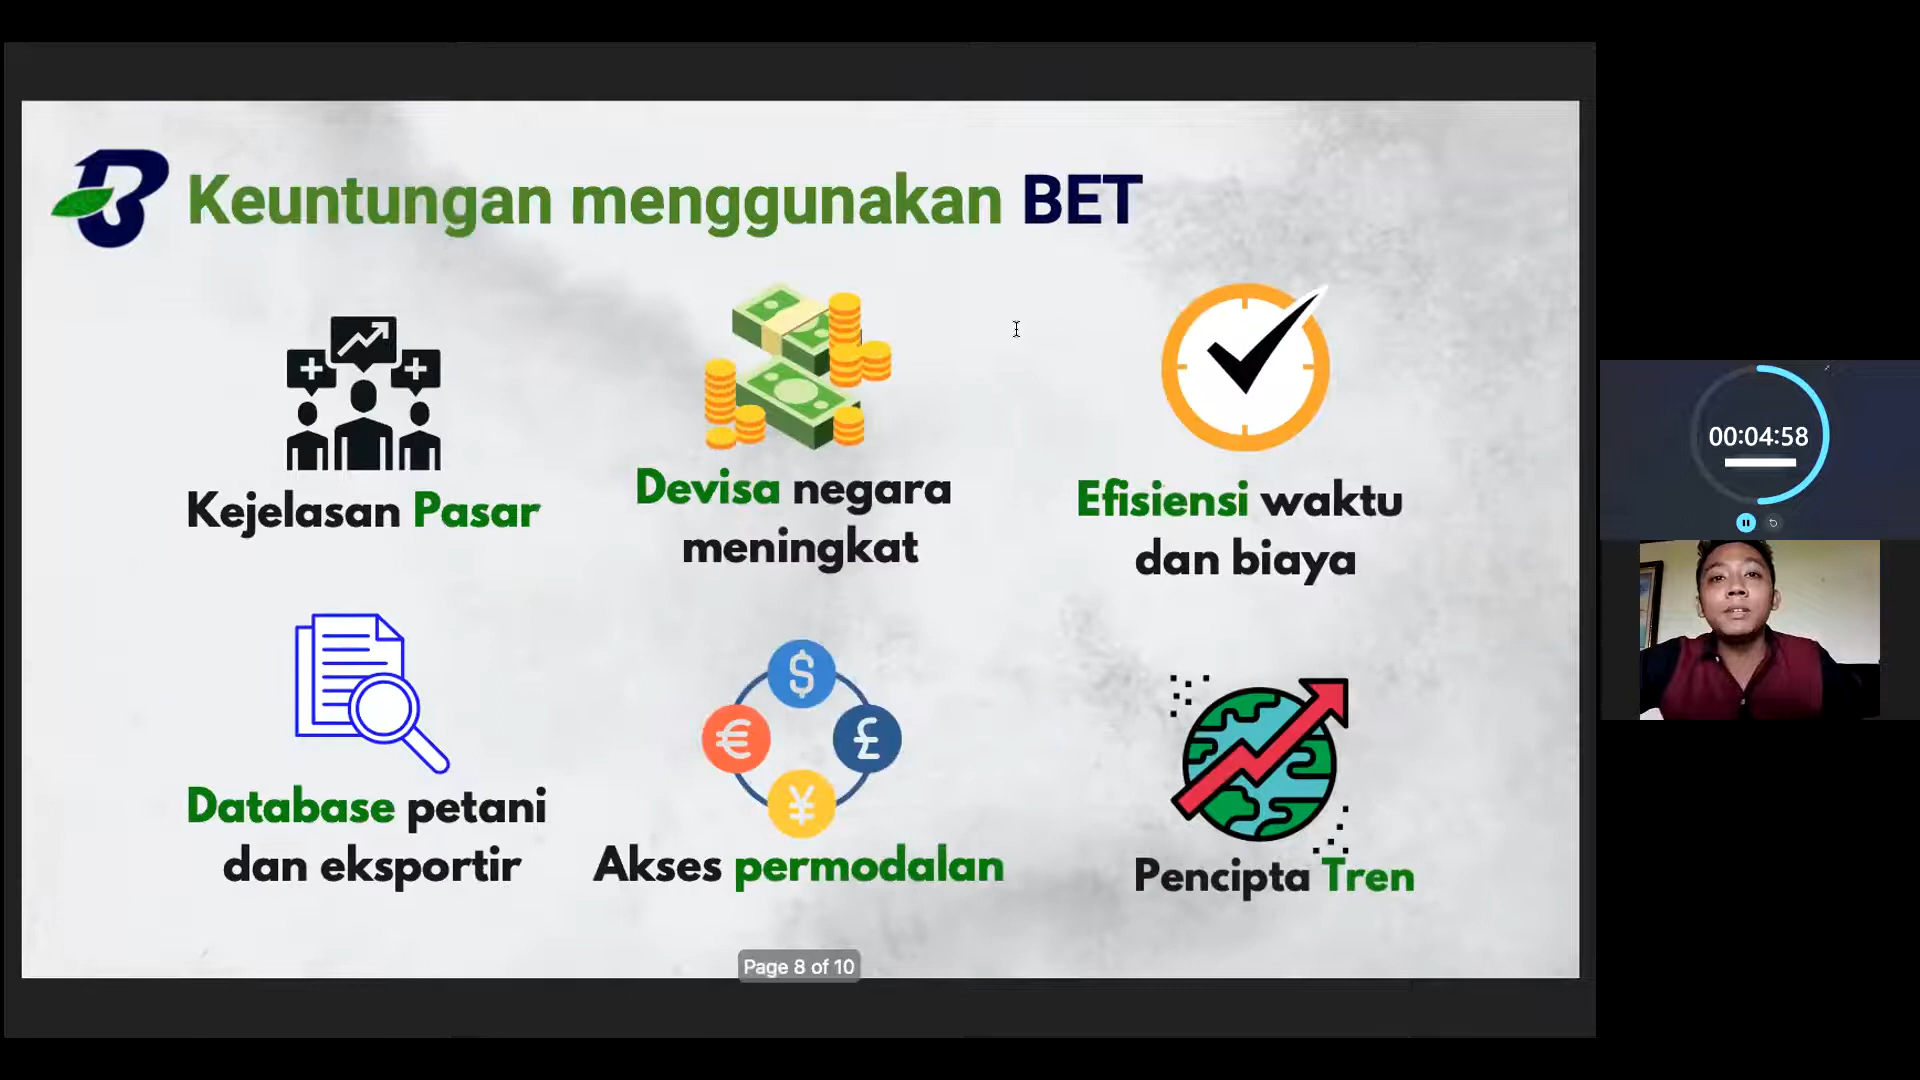 Keuntungan menggunakan BET
Kejelasan Pasar
Devisa negara
meningkat
Efisiensi waktu
dan biaya
Database petani
dan eksportir
Akses permodalan
Pencipta Tren
Page 8 of 10
00:04:58